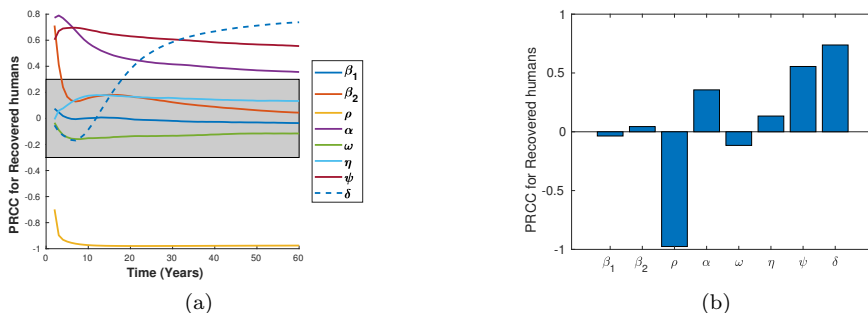 0.8
0.6
0.4
0.2
0
-0.2
-0.4
-0.6
-0.8
-1
PRCC for Recovered humans
0 10 20 30 40 50 60
Time (Years)
β1
β2
ρ
α
ω
η
ψ
δ
(a)
1
0.5
0
-0.5
-1
PRCC for Recovered humans
β1 β2 ρ α ω η ψ δ
(b)